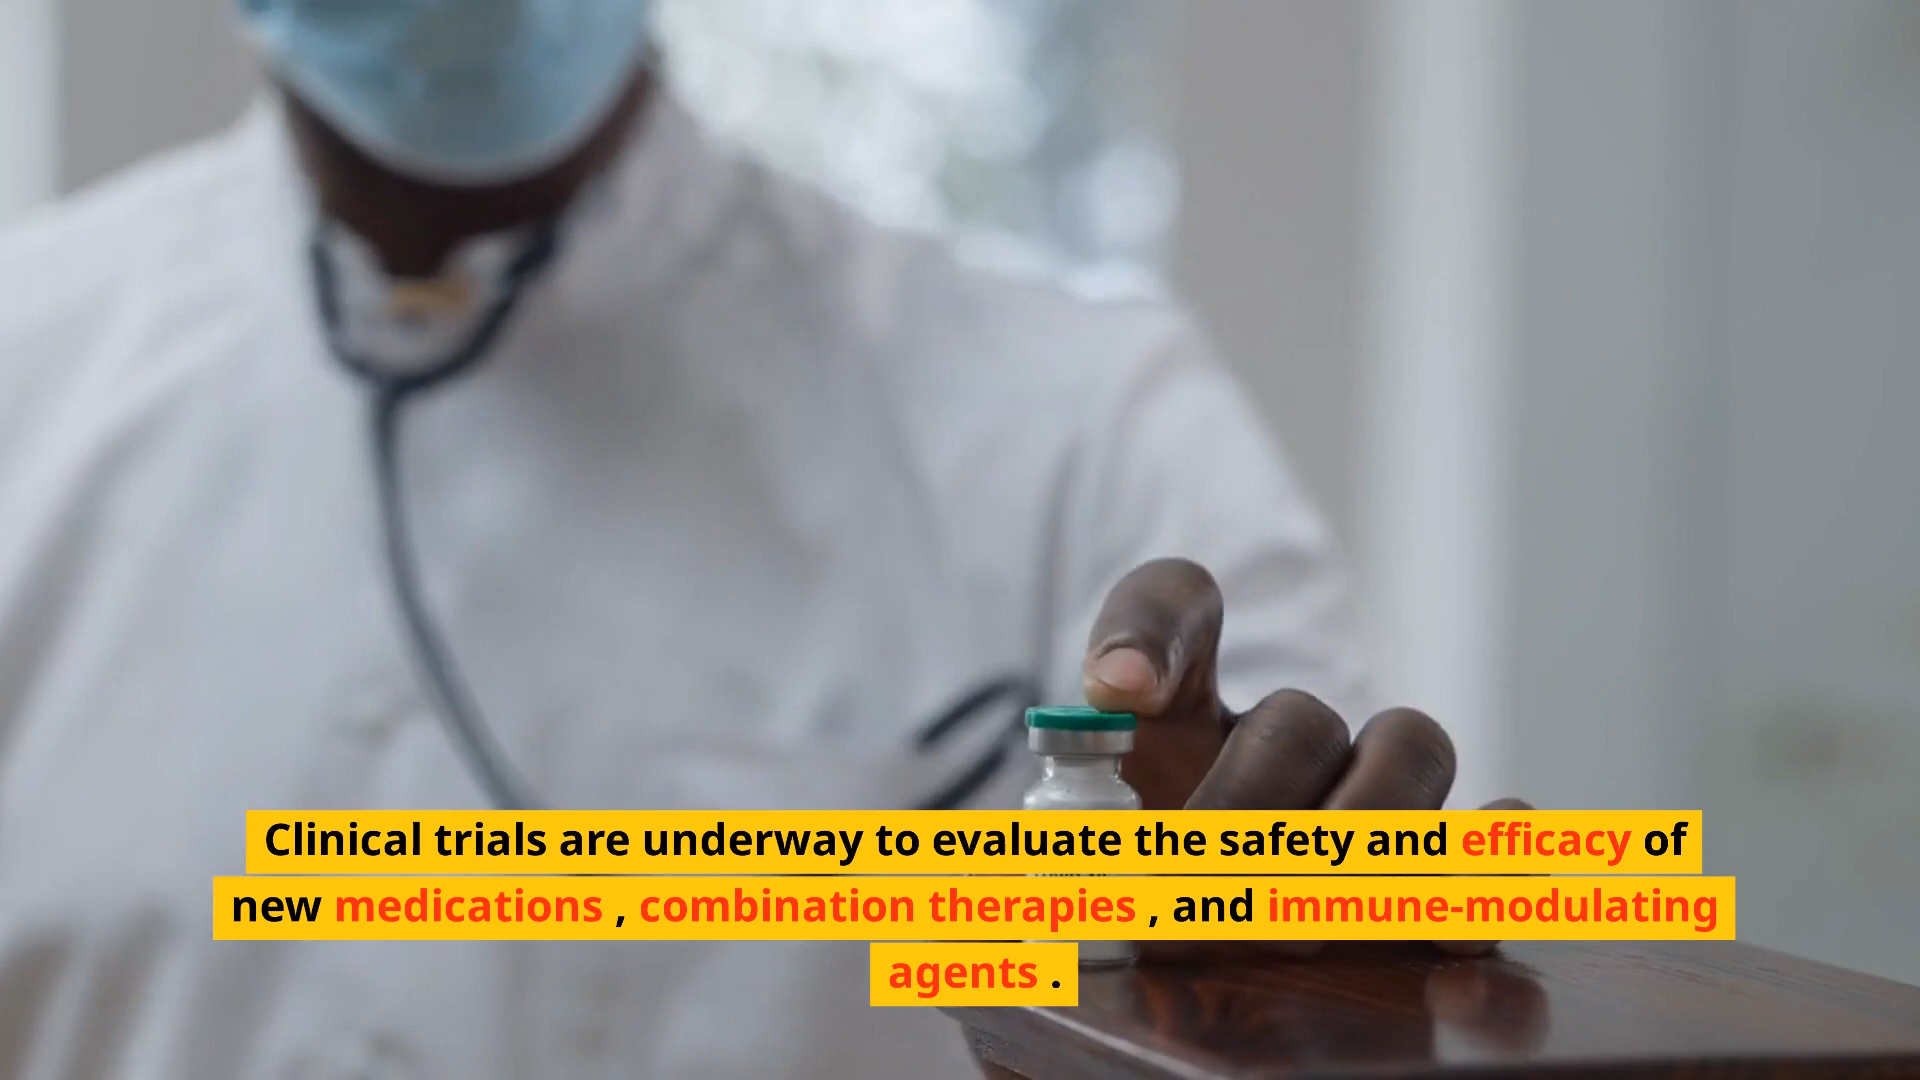 Clinical trials are underway to evaluate the safety and efficacy of
new medications , combination therapies , and immune-modulating
agents .